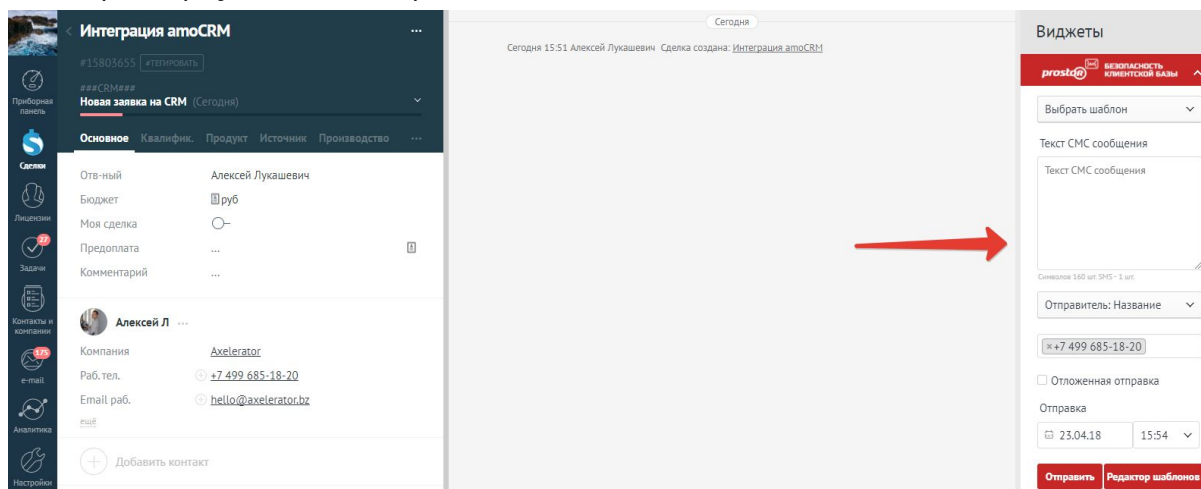 Приборная панель
Сделки
Лицензии
27
Задачи
Контакты и компании
175
e-mail
Аналитика
Настройки
Интеграция amoCRM
#15803655 #ТЕГИРОВАТЬ
###CRM###
Новая заявка на CRM (Сегодня)
Основное Квалифик. Продукт Источник Производство ...
Отв-ный Алексей Лукашевич
Бюджет руб
Моя сделка
Предоплата ...
Комментарий ...
Алексей Л ...
Компания Axelerator
Раб. тел. +7 499 685-18-20
Email раб. hello@axelerator.bz
ещё
Добавить контакт
Сегодня
Сегодня 15:51 Алексей Лукашевич Сделка создана: Интеграция amoCRM
Виджеты
prostoR SMS БЕЗОПАСНОСТЬ
КЛИЕНТСКОЙ БАЗЫ
Выбрать шаблон
Текст СМС сообщения
Текст СМС сообщения
Символов 160 шт. SMS - 1 шт.
Отправитель: Название
×+7 499 685-18-20
Отложенная отправка
Отправка
23.04.18 15:54
Отправить Редактор шаблонов